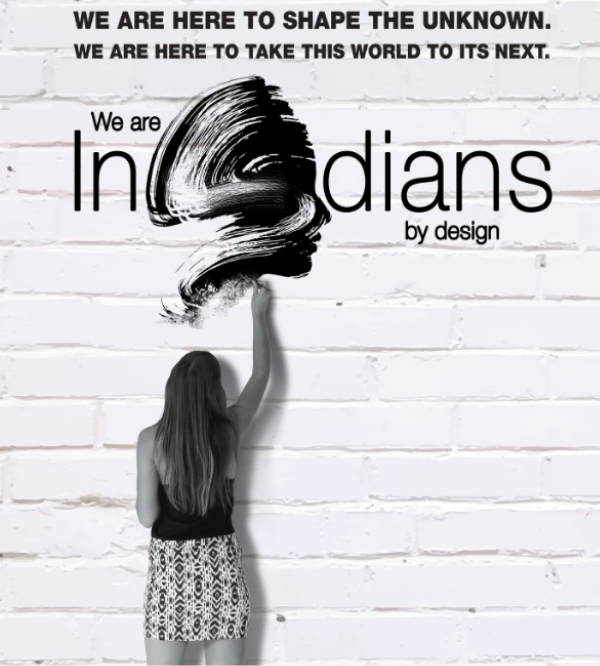 WE ARE HERE TO SHAPE THE UNKNOWN.
WE ARE HERE TO TAKE THIS WORLD TO ITS NEXT.
We are
In dians
by design